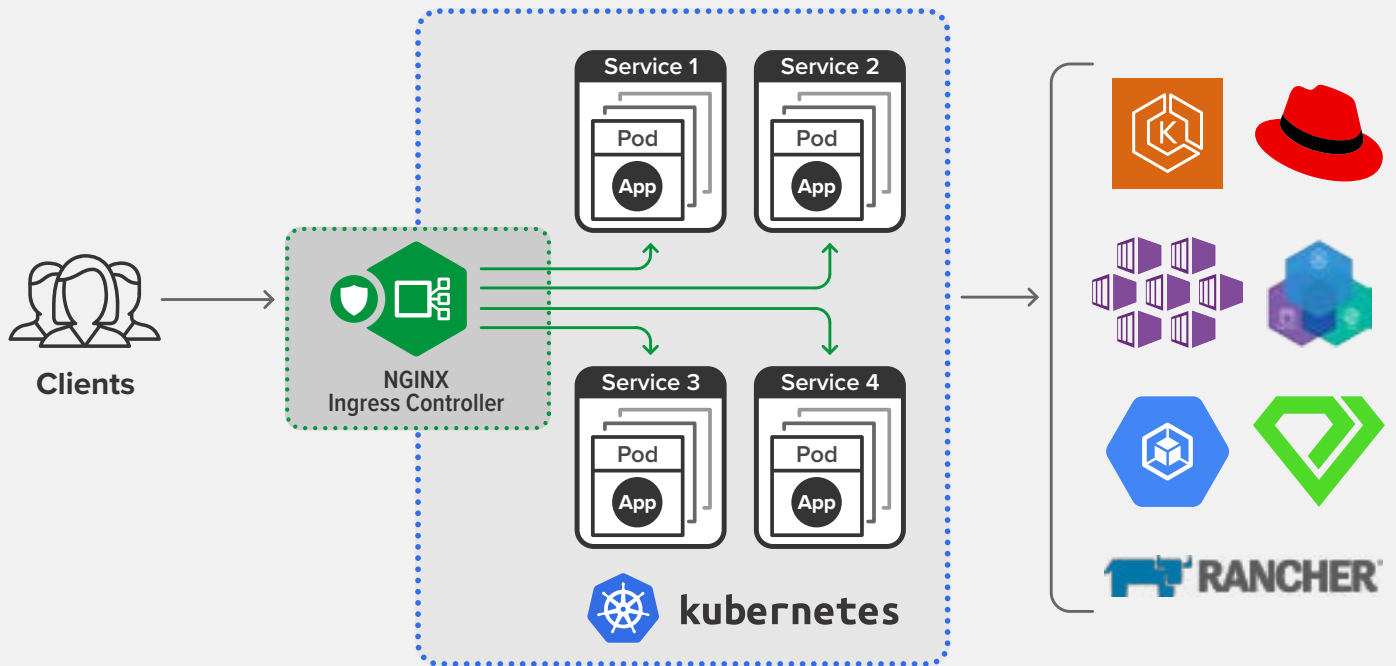 Clients
NGINX
Ingress Controller
Service 1
Pod
App
Service 2
Pod
App
Service 3
Pod
App
Service 4
Pod
App
kubernetes
K
RANCHER®